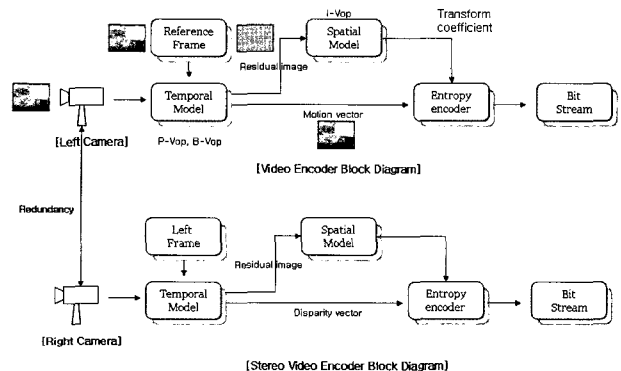 I-Vop
Transform
coefficient
Reference
Frame
Spatial
Model
Residual image
Temporal
Model
Entropy
encoder
Bit
Stream
Motion vector
[Left Camera]
P-Vop, B-Vop
[Video Encoder Block Diagram]
Redundancy
Left
Frame
Spatial
Model
Residual image
Temporal
Model
Entropy
encoder
Bit
Stream
Disparity vector
[Right Camera]
[Stereo Video Encoder Block Diagram]